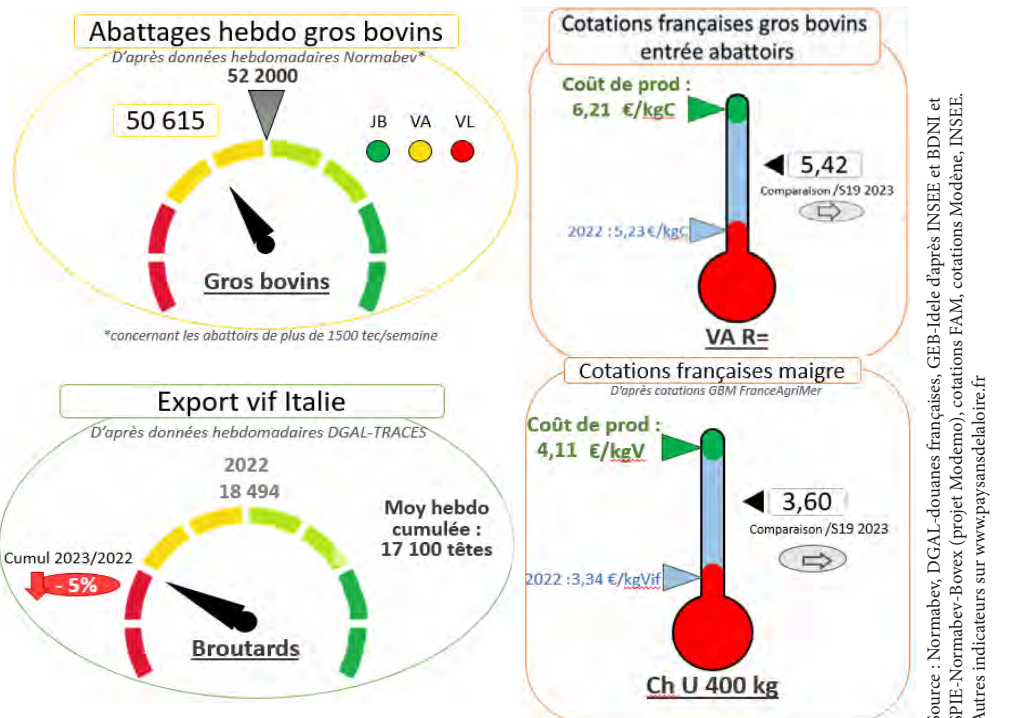 Abattages hebdo gros bovins
D'après données hebdomadaires Normabev*
52 2000
50 615
JB VA VL
Gros bovins
*concernant les abattoirs de plus de 1500 tec/semaine
Cotations françaises gros bovins
entrée abattoirs
Coût de prod :
6,21 €/kgC
5,42
Comparaison /S19 2023
2022 : 5,23 €/kgC
VA R=
Export vif Italie
D'après données hebdomadaires DGAL-TRACES
2022
18 494
Moy hebdo
cumulée :
17 100 têtes
Cumul 2023/2022
- 5%
Broutards
Cotations françaises maigre
D'après cotations GBM FranceAgriMer
Coût de prod :
4,11 €/kgV
3,60
Comparaison /S19 2023
2022 :3,34 €/kgVif
Ch U 400 kg
Source : Normabev, DGAL-douanes françaises, GEB-Idele d'après INSEE et BDNI et
SPIE-Normabev-Bovex (projet Modemo), cotations FAM, cotations Modène, INSEE.
Autres indicateurs sur www.paysansdelaloire.fr